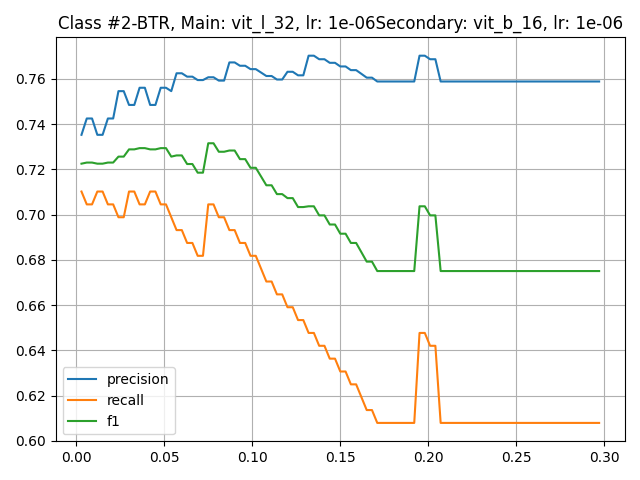 Class #2-BTR, Main: vit_l_32, lr: 1e-06Secondary: vit_b_16, lr: 1e-06
0.76
0.74
0.72
0.70
0.68
0.66
0.64
0.62
0.60
precision
recall
f1
0.00 0.05 0.10 0.15 0.20 0.25 0.30